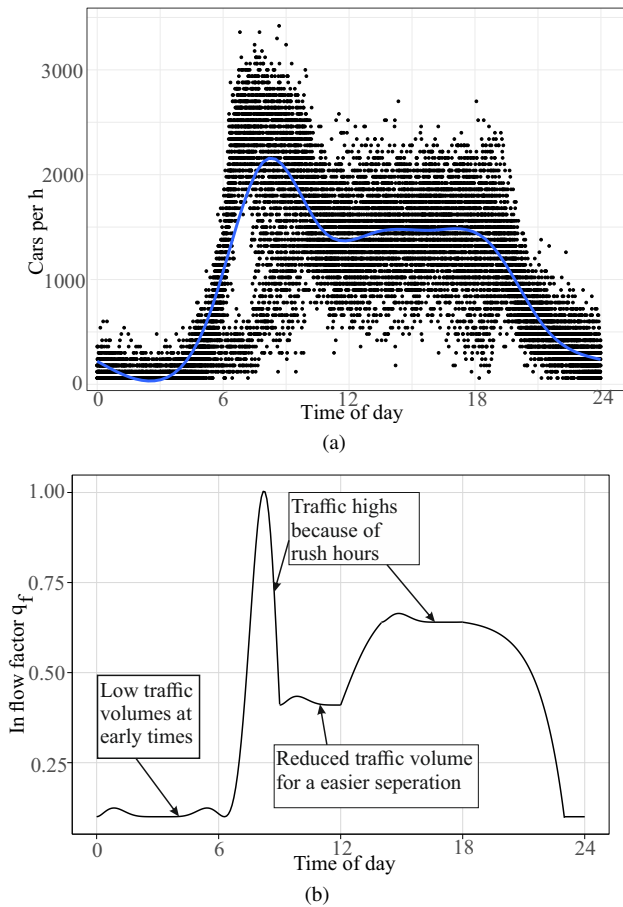 3000
2000
1000
0
Cars per h
0
6
12
18
24
Time of day
(a)
1.00
0.75
0.50
0.25
In flow factor q_f
Traffic highs
because of
rush hours
Low traffic
volumes at
early times
Reduced traffic volume
for a easier seperation
0
6
12
18
24
Time of day
(b)